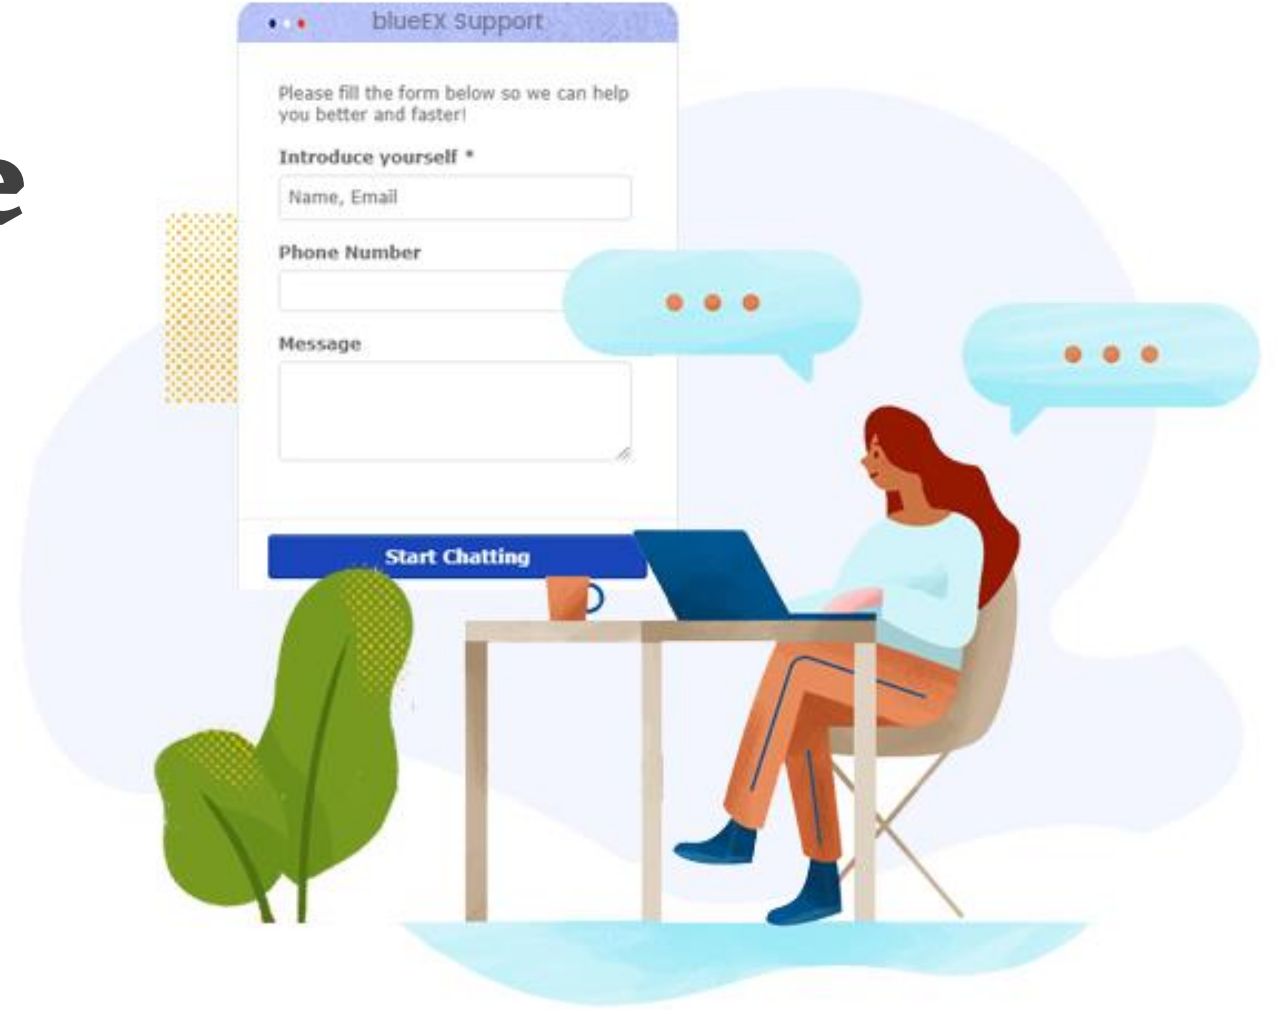 blueEX Support
Please fill the form below so we can help
you better and faster!
Introduce yourself *
Name, Email
Phone Number
Message
Start Chatting
e